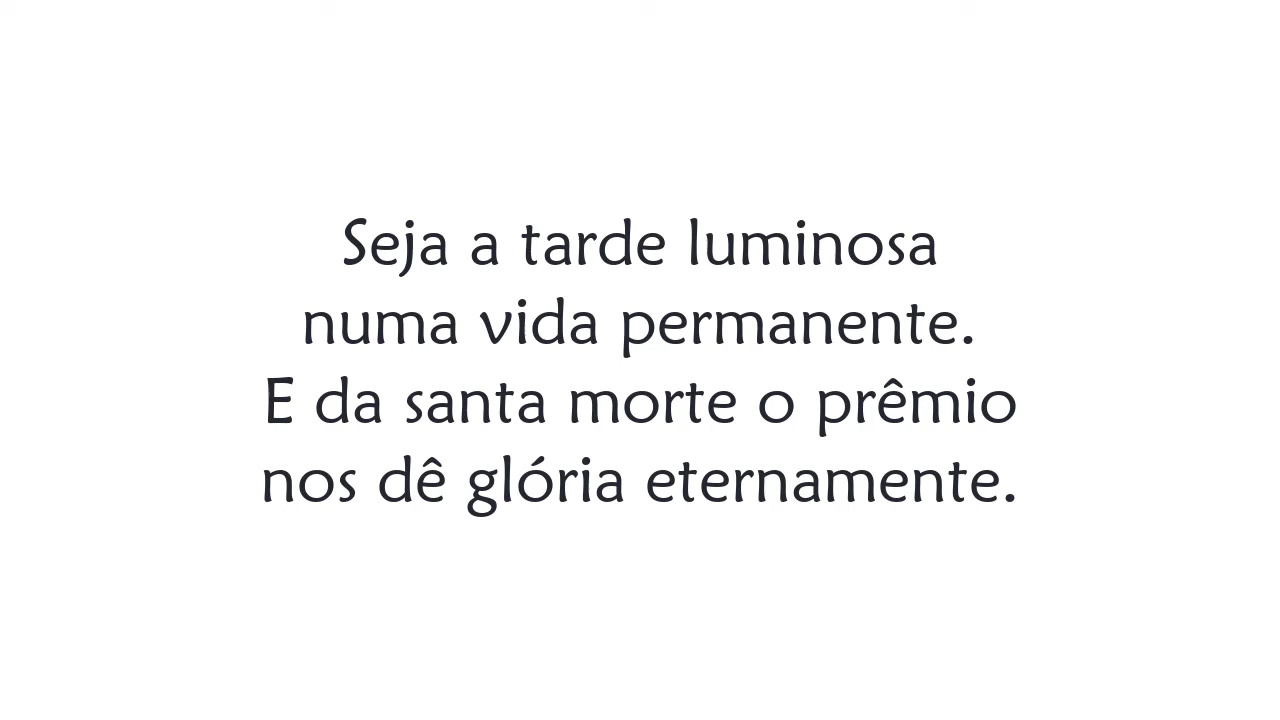 Seja a tarde luminosa
numa vida permanente.
E da santa morte o prêmio
nos dê glória eternamente.